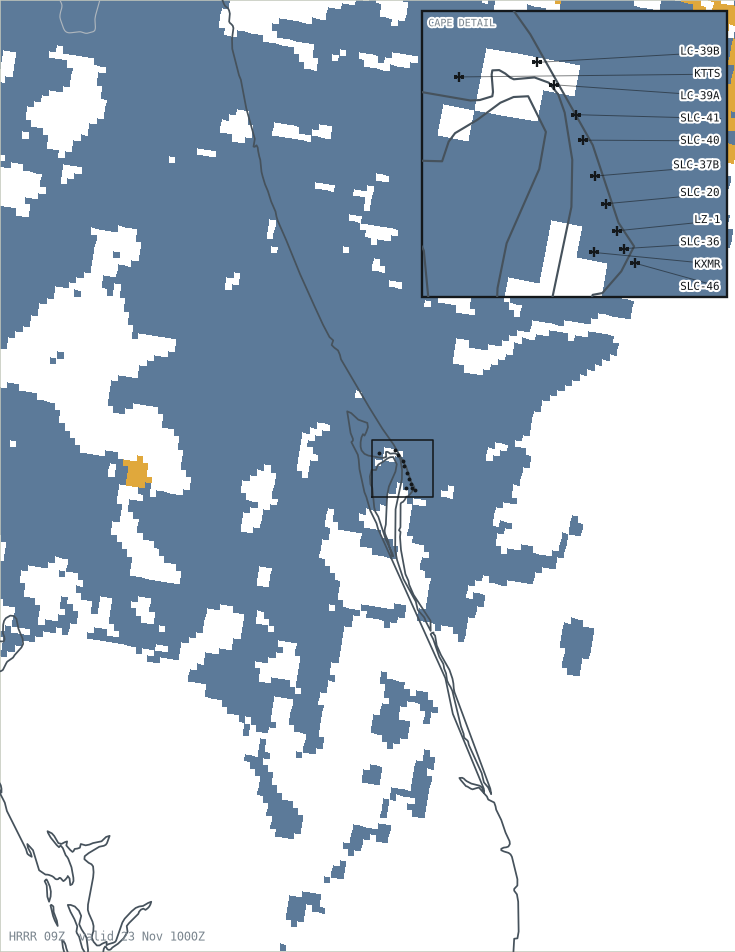 CAPE DETAIL
LC-39B
KTTS
LC-39A
SLC-41
SLC-40
SLC-37B
SLC-20
LZ-1
SLC-36
KXMR
SLC-46
HRRR 09Z valid 23 Nov 1000Z